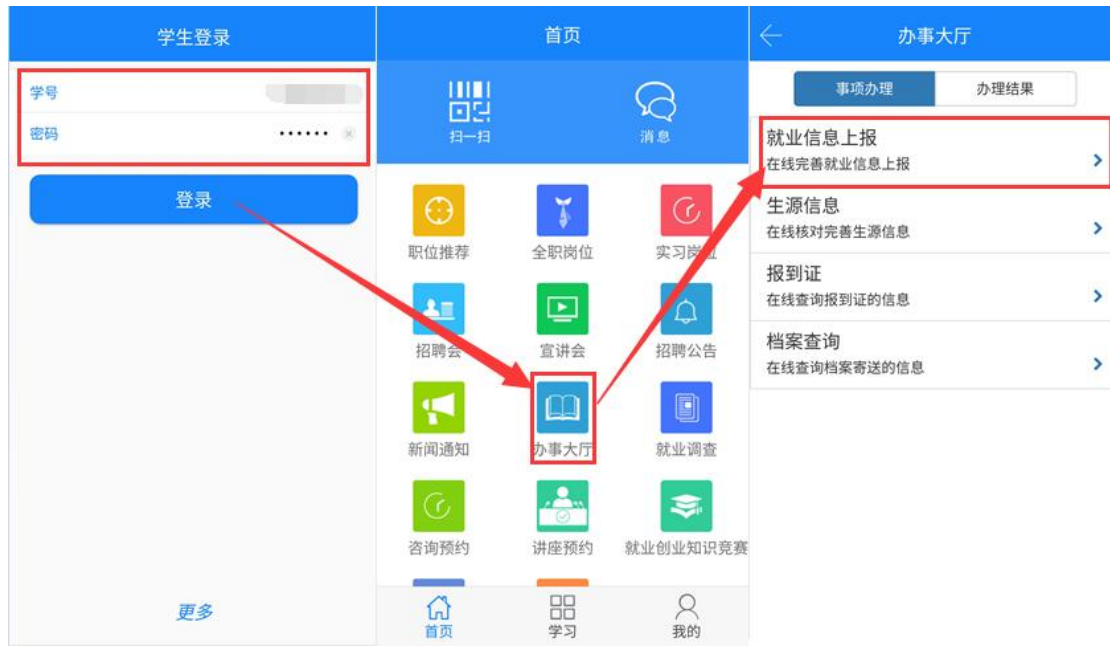 学生登录
学号
密码
登录
更多
首页
扫一扫
消息
职位推荐
全职岗位
实习岗位
招聘会
宣讲会
招聘公告
新闻通知
办事大厅
就业调查
咨询预约
讲座预约
就业创业知识竞赛
首页
学习
我的
办事大厅
事项办理
办理结果
就业信息上报
在线完善就业信息上报
生源信息
在线核对完善生源信息
报到证
在线查询报到证的信息
档案查询
在线查询档案寄送的信息